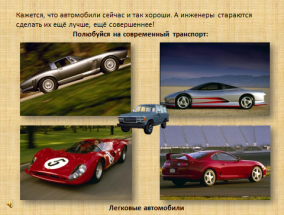 Кажется, что автомобили сейчас и так хороши. А инженеры стараются
сделать их ещё лучше, ещё совершеннее!
Полюбуйся на современный транспорт:
5
Легковые автомобили